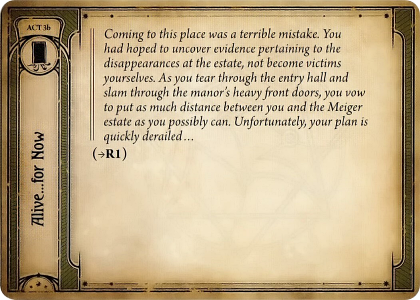 ACT 3b
Alive...for Now
Coming to this place was a terrible mistake. You
had hoped to uncover evidence pertaining to the
disappearances at the estate, not become victims
yourselves. As you tear through the entry hall and
slam through the manor's heavy front doors, you vow
to put as much distance between you and the Meiger
estate as you possibly can. Unfortunately, your plan is
quickly derailed...
(→R1)